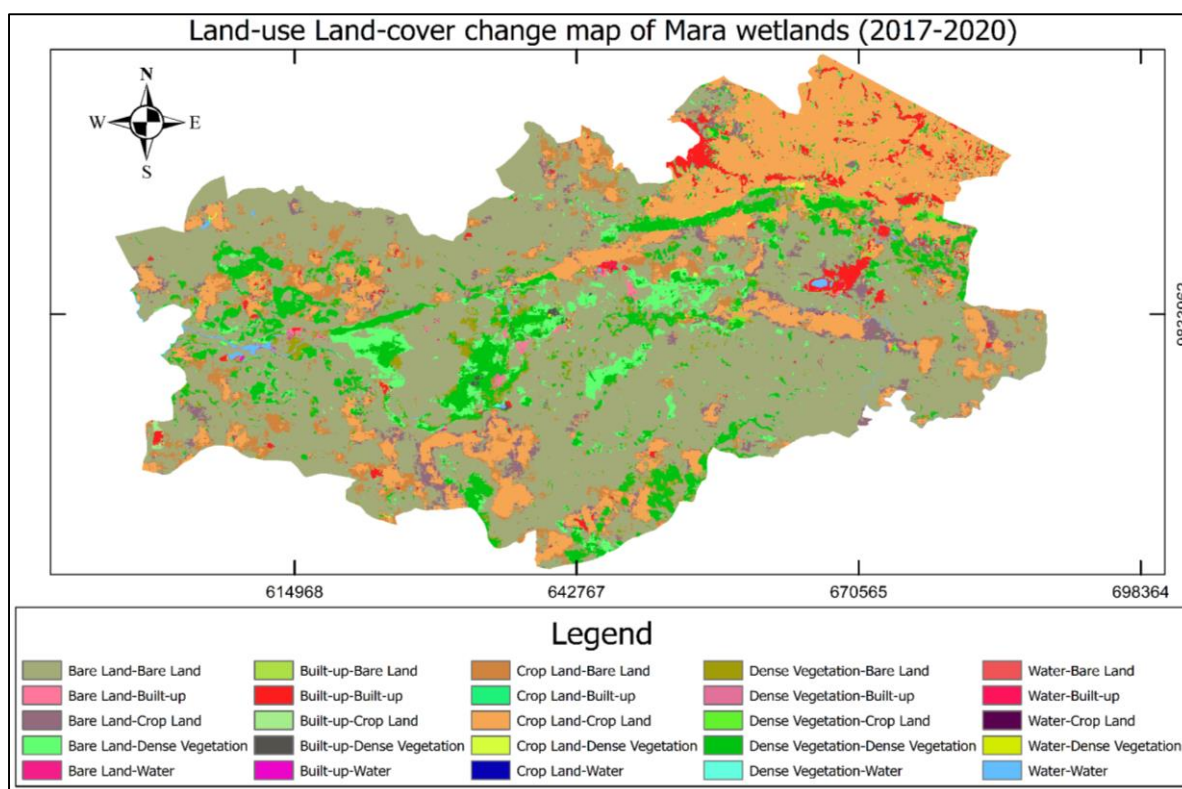 Land-use Land-cover change map of Mara wetlands (2017-2020)
N
W E
S
9833962
614968 642767 670565 698364
Legend
Bare Land-Bare Land Built-up-Bare Land Crop Land-Bare Land Dense Vegetation-Bare Land Water-Bare Land
Bare Land-Built-up Built-up-Built-up Crop Land-Built-up Dense Vegetation-Built-up Water-Built-up
Bare Land-Crop Land Built-up-Crop Land Crop Land-Crop Land Dense Vegetation-Crop Land Water-Crop Land
Bare Land-Dense Vegetation Built-up-Dense Vegetation Crop Land-Dense Vegetation Dense Vegetation-Dense Vegetation Water-Dense Vegetation
Bare Land-Water Built-up-Water Crop Land-Water Dense Vegetation-Water Water-Water